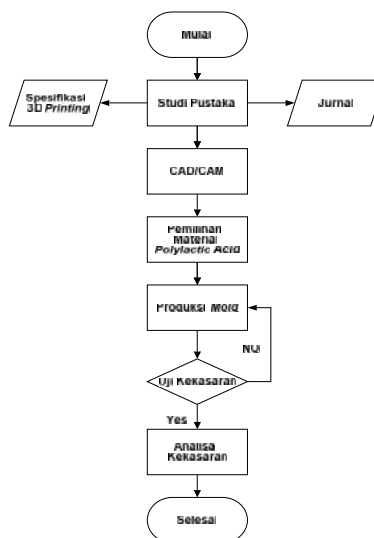 Mulai
Spesifikasi
3D Printing
Studi Pustaka
Jurnal
CAD/CAM
Pemilihan
Material
Polylactic Acid
Produksi Mold
NO
Uji Kekasaran
Yes
Analisa
Kekasaran
Selesai